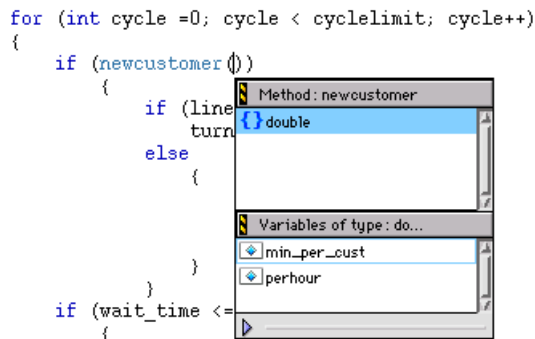 for (int cycle =0; cycle < cyclelimit; cycle++)
{
if (newcustomer())
{
Method: newcustomer
if (line
{}double
turn
else
{
Variables of type: do...
min_per_cust
}
perhour
}
if (wait_time <=
{